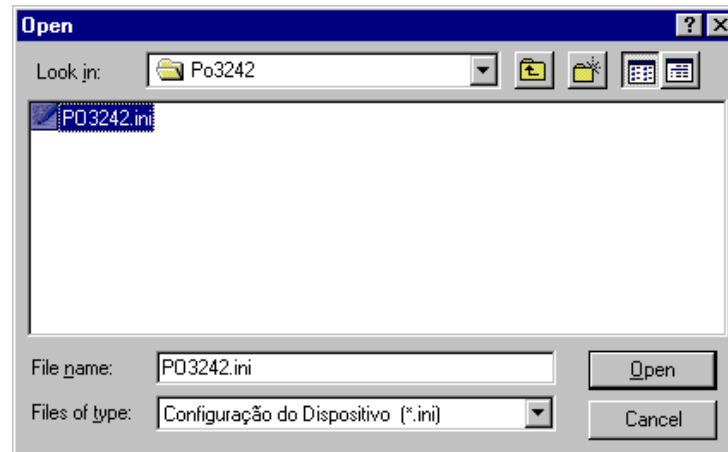 Open
Look in: Po3242
PO3242.ini
File name: PO3242.ini Open
Files of type: Configuração do Dispositivo (*.ini) Cancel